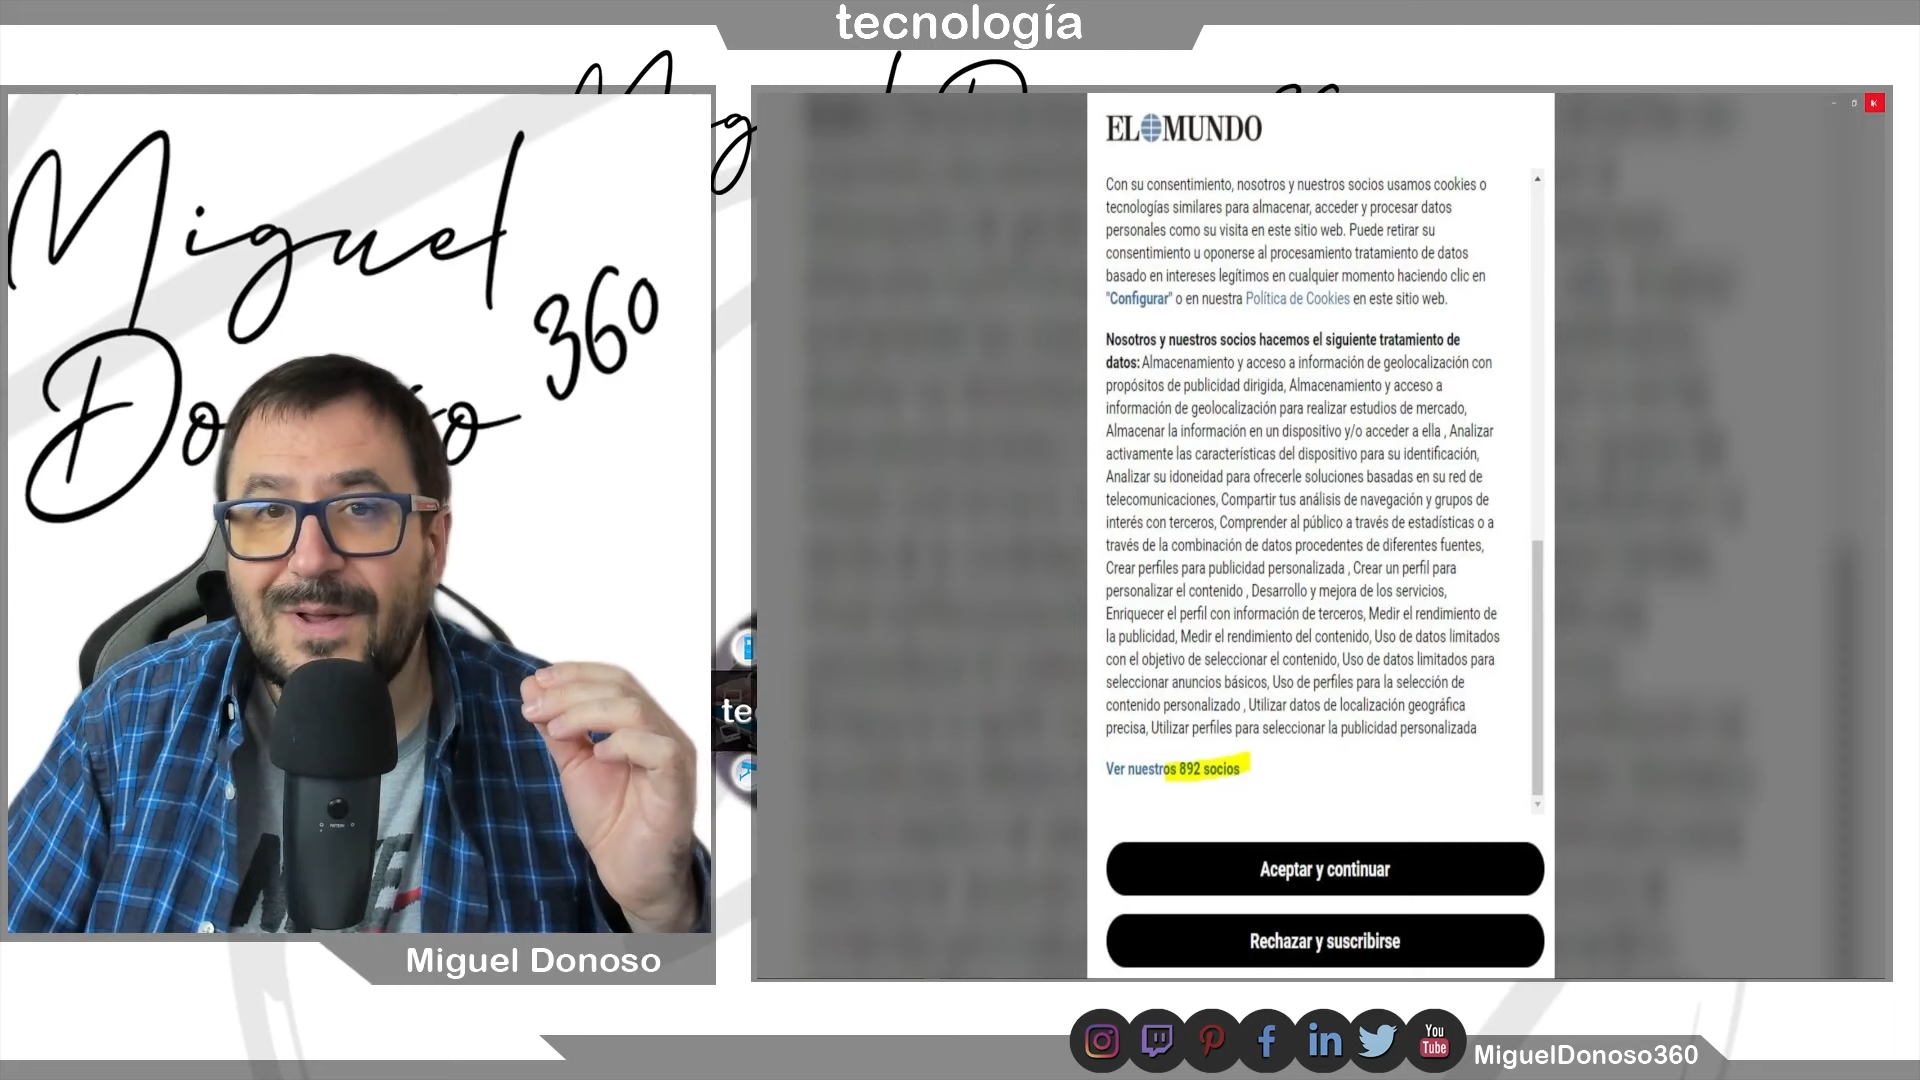 tecnología
Miguel
Do
o
360
EL MUNDO
Con su consentimiento, nosotros y nuestros socios usamos cookies o
tecnologías similares para almacenar, acceder y procesar datos
personales como su visita en este sitio web. Puede retirar su
consentimiento u oponerse al procesamiento tratamiento de datos
basado en intereses legítimos en cualquier momento haciendo clic en
"Configurar" o en nuestra Política de Cookies en este sitio web.
Nosotros y nuestros socios hacemos el siguiente tratamiento de
datos: Almacenamiento y acceso a información de geolocalización con
propósitos de publicidad dirigida, Almacenamiento y acceso a
información de geolocalización para realizar estudios de mercado,
Almacenar la información en un dispositivo y/o acceder a ella , Analizar
activamente las características del dispositivo para su identificación,
Analizar su idoneidad para ofrecerle soluciones basadas en su red de
telecomunicaciones, Compartir tus análisis de navegación y grupos de
interés con terceros, Comprender al público a través de estadísticas o a
través de la combinación de datos procedentes de diferentes fuentes,
Crear perfiles para publicidad personalizada , Crear un perfil para
personalizar el contenido , Desarrollo y mejora de los servicios,
Enriquecer el perfil con información de terceros, Medir el rendimiento de
la publicidad, Medir el rendimiento del contenido, Uso de datos limitados
con el objetivo de seleccionar el contenido, Uso de datos limitados para
seleccionar anuncios básicos, Uso de perfiles para la selección de
contenido personalizado , Utilizar datos de localización geográfica
precisa, Utilizar perfiles para seleccionar la publicidad personalizada
Ver nuestros 892 socios
Aceptar y continuar
Rechazar y suscribirse
te
Miguel Donoso
You
Tube
MiguelDonoso360